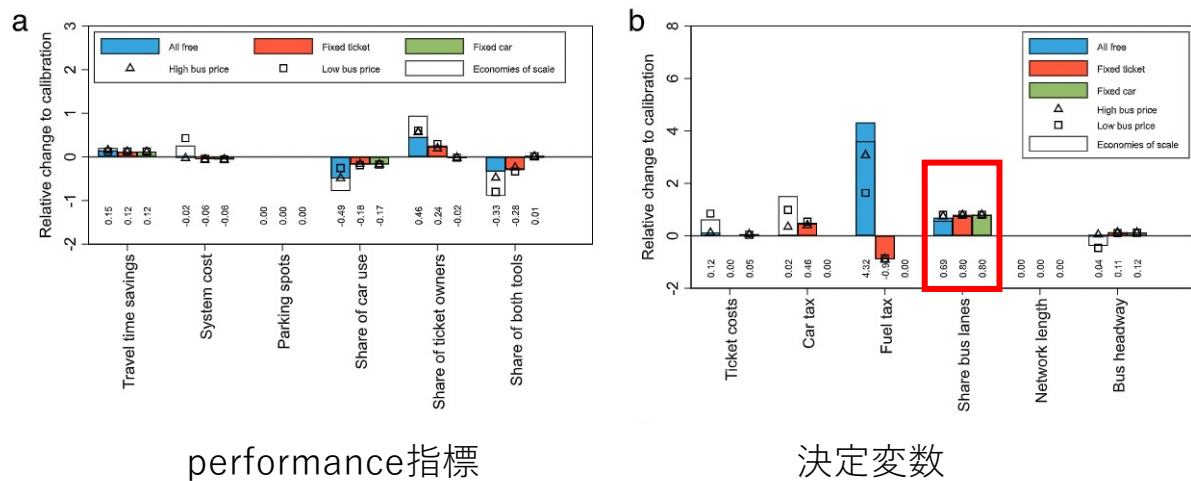 a
Relative change to calibration
3
2
1
0
-1
-2
All free
Fixed ticket
Fixed car
High bus price
Low bus price
Economies of scale
0.15
0.12
0.12
-0.02
-0.06
-0.06
0.00
0.00
0.00
-0.49
-0.18
-0.17
0.46
0.24
-0.02
-0.33
-0.28
0.01
Travel time savings
System cost
Parking spots
Share of car use
Share of ticket owners
Share of both tools
performance指標
b
Relative change to calibration
8
6
4
2
0
-2
All free
Fixed ticket
Fixed car
High bus price
Low bus price
Economies of scale
0.12
0.00
0.05
0.02
0.46
0.00
4.32
0.00
0.69
0.80
0.80
0.00
0.00
0.00
0.04
0.11
0.12
Ticket costs
Car tax
Fuel tax
Share bus lanes
Network length
Bus headway
決定変数